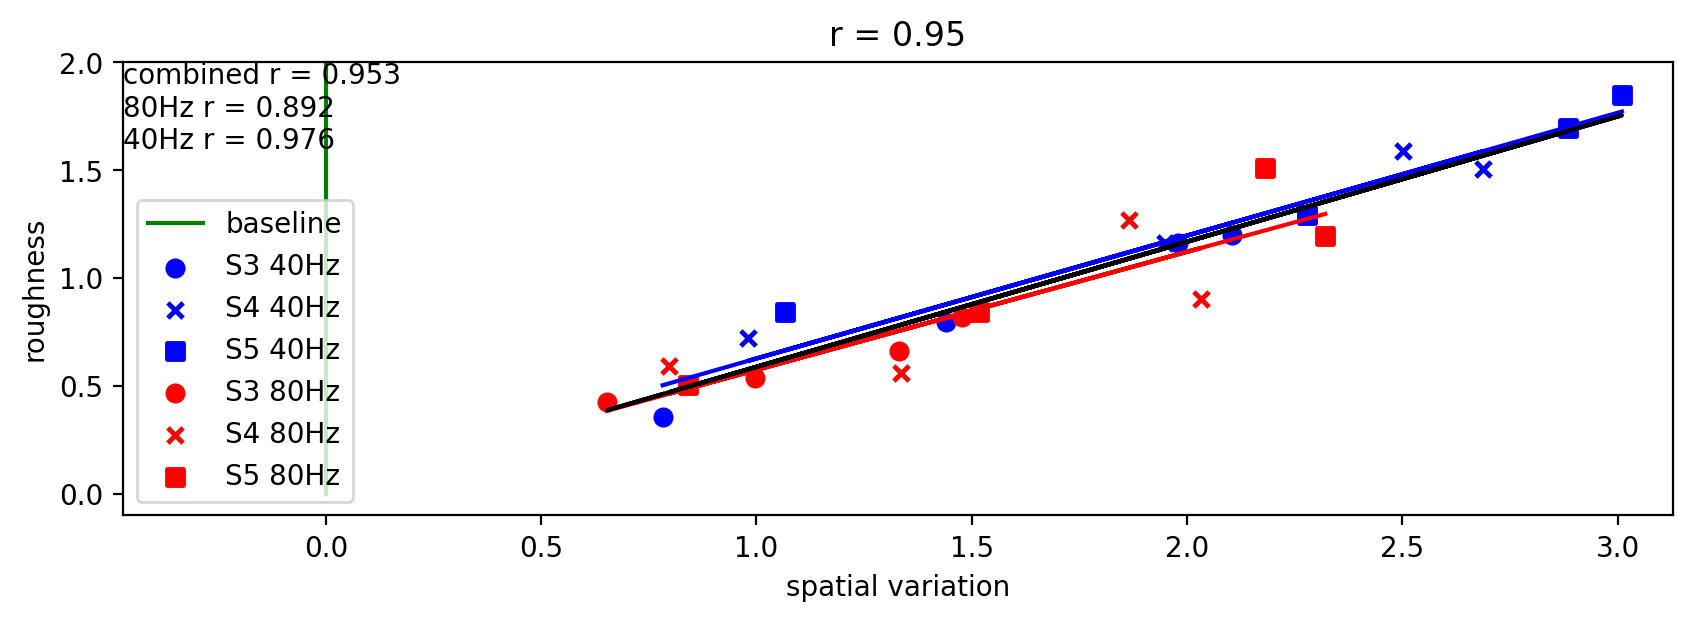 r = 0.95
combined r = 0.953
80Hz r = 0.892
40Hz r = 0.976
baseline
S3 40Hz
S4 40Hz
S5 40Hz
S3 80Hz
S4 80Hz
S5 80Hz
roughness
2.0
1.5
1.0
0.5
0.0
0.0 0.5 1.0 1.5 2.0 2.5 3.0
spatial variation